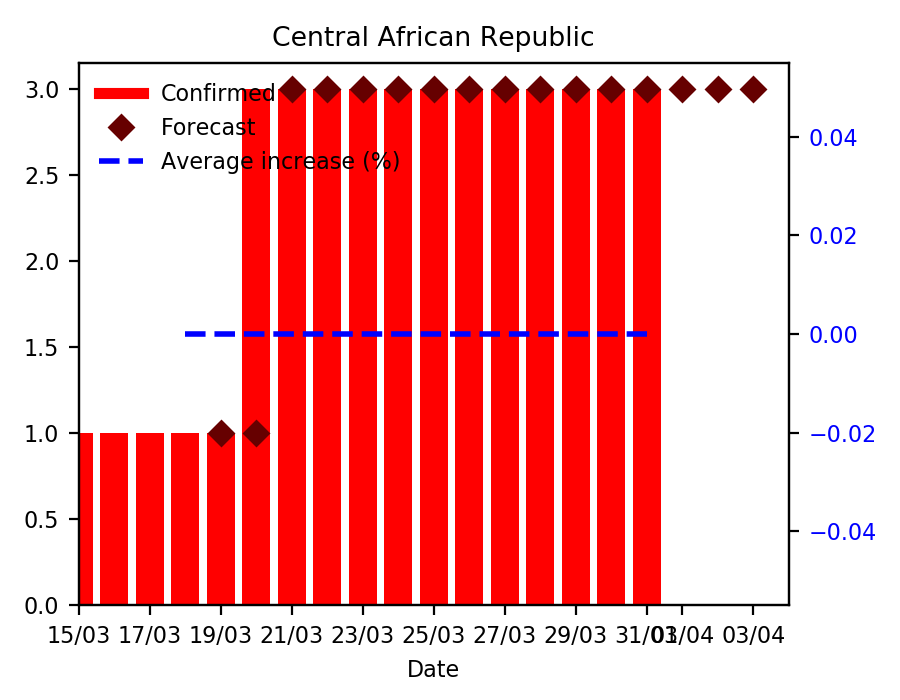 Central African Republic
Confirmed
Forecast
Average increase (%)
3.0
2.5
2.0
1.5
1.0
0.5
0.0
0.04
0.02
0.00
−0.02
−0.04
15/03 17/03 19/03 21/03 23/03 25/03 27/03 29/03 31/03 01/04 03/04
Date